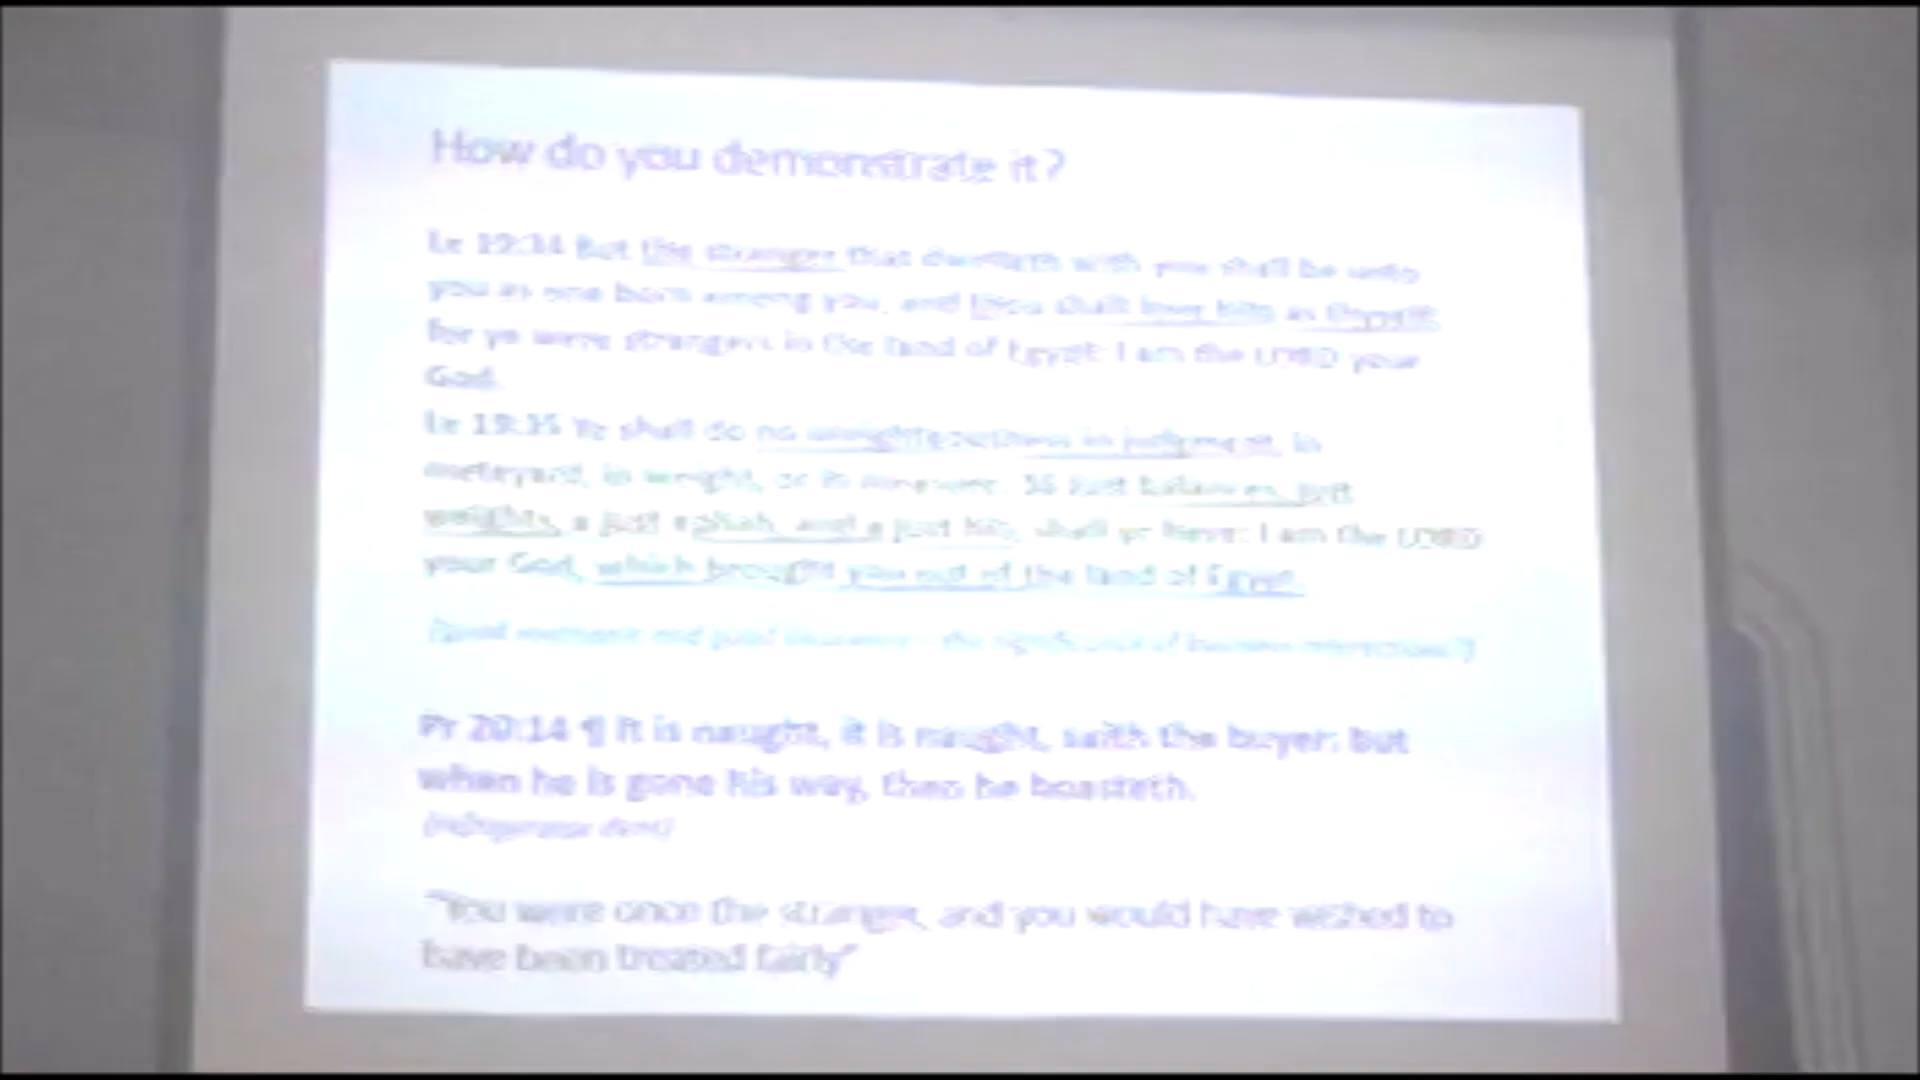 How do you demonstrate it?
Le 19:34 But the stranger that dwelleth with you shall be unto
you as one born among you, and thou shalt love him as thyself;
for ye were strangers in the land of Egypt: I am the LORD your
God.
Le 19:35 Ye shall do no unrighteousness in judgment, in
meteyard, in weight, or in measure. 36 Just balances, just
weights, a just ephah, and a just hin, shall ye have: I am the LORD
your God, which brought you out of the land of Egypt.
Pr 20:14 ¶ It is naught, it is naught, saith the buyer: but
when he is gone his way, then he boasteth.
"You were once the stranger, and you would have wished to
have been treated fairly"